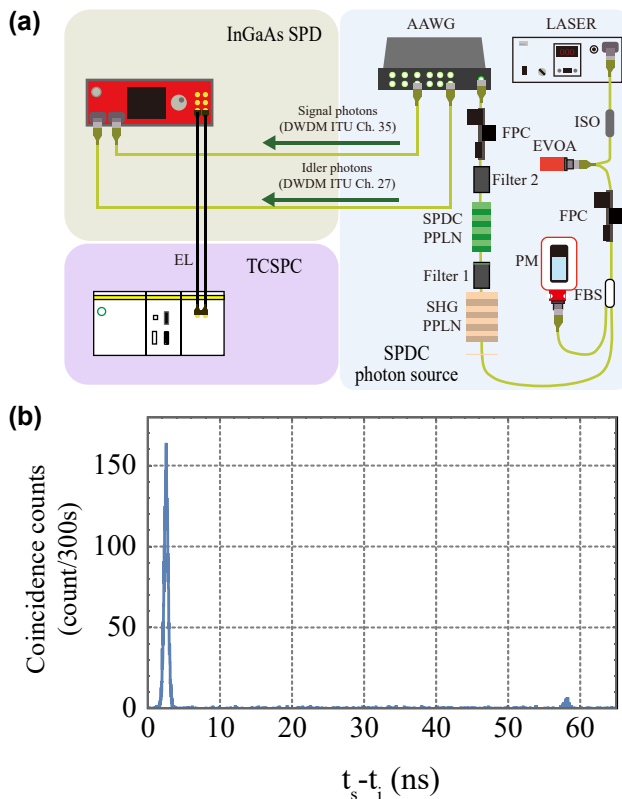 (a)
InGaAs SPD
AAWG
LASER
Signal photons
(DWDM ITU Ch. 35)
Idler photons
(DWDM ITU Ch. 27)
FPC
ISO
EVOA
Filter 2
FPC
SPDC
PPLN
PM
Filter 1
FBS
SHG
PPLN
EL
TCSPC
SPDC
photon source
(b)
Coincidence counts
(count/300s)
150
100
50
0
0 10 20 30 40 50 60
t_s-t_i (ns)